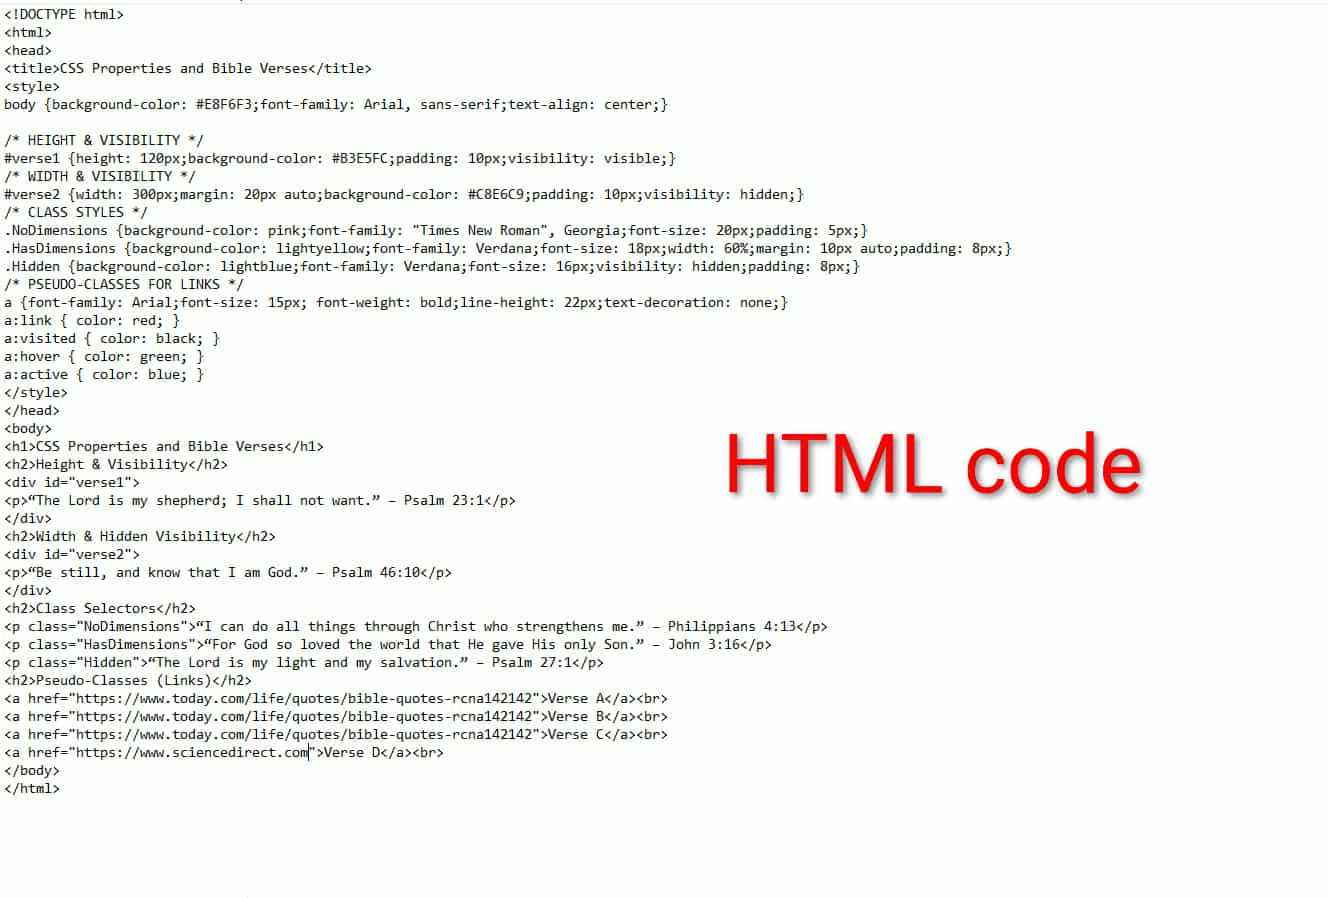 <!DOCTYPE html>
<html>
<head>
<title>CSS Properties and Bible Verses</title>
<style>
body {background-color: #E8F6F3;font-family: Arial, sans-serif;text-align: center;}
/* HEIGHT & VISIBILITY */
#verse1 {height: 120px;background-color: #B3E5FC;padding: 10px;visibility: visible;}
/* WIDTH & VISIBILITY */
#verse2 {width: 300px;margin: 20px auto;background-color: #C8E6C9;padding: 10px;visibility: hidden;}
/* CLASS STYLES */
.NoDimensions {background-color: pink;font-family: "Times New Roman", Georgia;font-size: 20px;padding: 5px;}
.HasDimensions {background-color: lightyellow;font-family: Verdana;font-size: 18px;width: 60%;margin: 10px auto;padding: 8px;}
.Hidden {background-color: lightblue;font-family: Verdana;font-size: 16px;visibility: hidden;padding: 8px;}
/* PSEUDO-CLASSES FOR LINKS */
a {font-family: Arial;font-size: 15px; font-weight: bold;line-height: 22px;text-decoration: none;}
a:link { color: red; }
a:visited { color: black; }
a:hover { color: green; }
a:active { color: blue; }
</style>
</head>
<body>
<h1>CSS Properties and Bible Verses</h1>
<h2>Height & Visibility</h2>
<div id="verse1">
<p>“The Lord is my shepherd; I shall not want.” – Psalm 23:1</p>
</div>
<h2>Width & Hidden Visibility</h2>
<div id="verse2">
<p>“Be still, and know that I am God.” – Psalm 46:10</p>
</div>
<h2>Class Selectors</h2>
<p class="NoDimensions">“I can do all things through Christ who strengthens me.” – Philippians 4:13</p>
<p class="HasDimensions">“For God so loved the world that He gave His only Son.” – John 3:16</p>
<p class="Hidden">“The Lord is my light and my salvation.” – Psalm 27:1</p>
<h2>Pseudo-Classes (Links)</h2>
<a href="https://www.today.com/life/quotes/bible-quotes-rcna142142">Verse A</a><br>
<a href="https://www.today.com/life/quotes/bible-quotes-rcna142142">Verse B</a><br>
<a href="https://www.today.com/life/quotes/bible-quotes-rcna142142">Verse C</a><br>
<a href="https://www.sciencedirect.com">Verse D</a><br>
</body>
</html>
HTML code